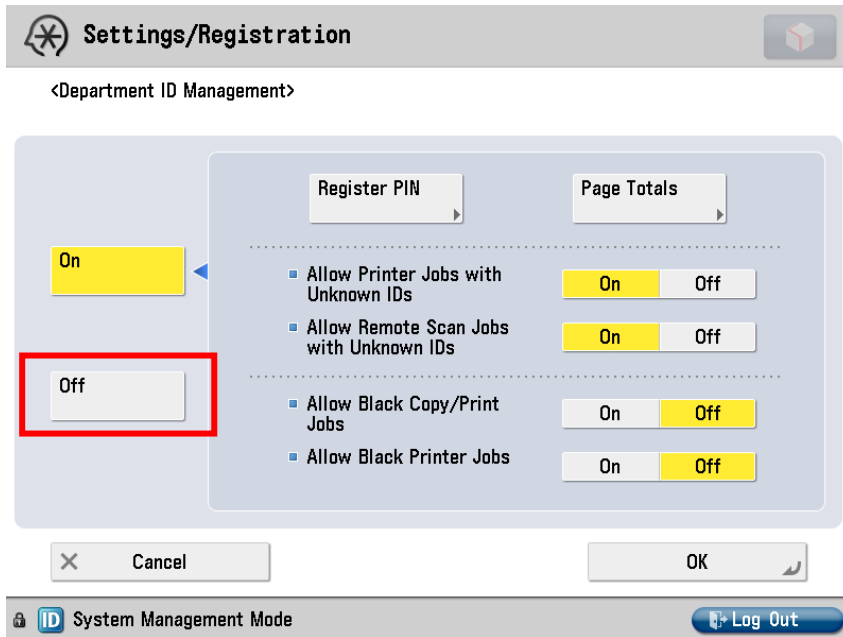 Settings/Registration
<Department ID Management>
Register PIN
Page Totals
On
Allow Printer Jobs with
Unknown IDs
On Off
Allow Remote Scan Jobs
with Unknown IDs
On Off
Off
Allow Black Copy/Print
Jobs
On Off
Allow Black Printer Jobs
On Off
Cancel
OK
ID System Management Mode
Log Out